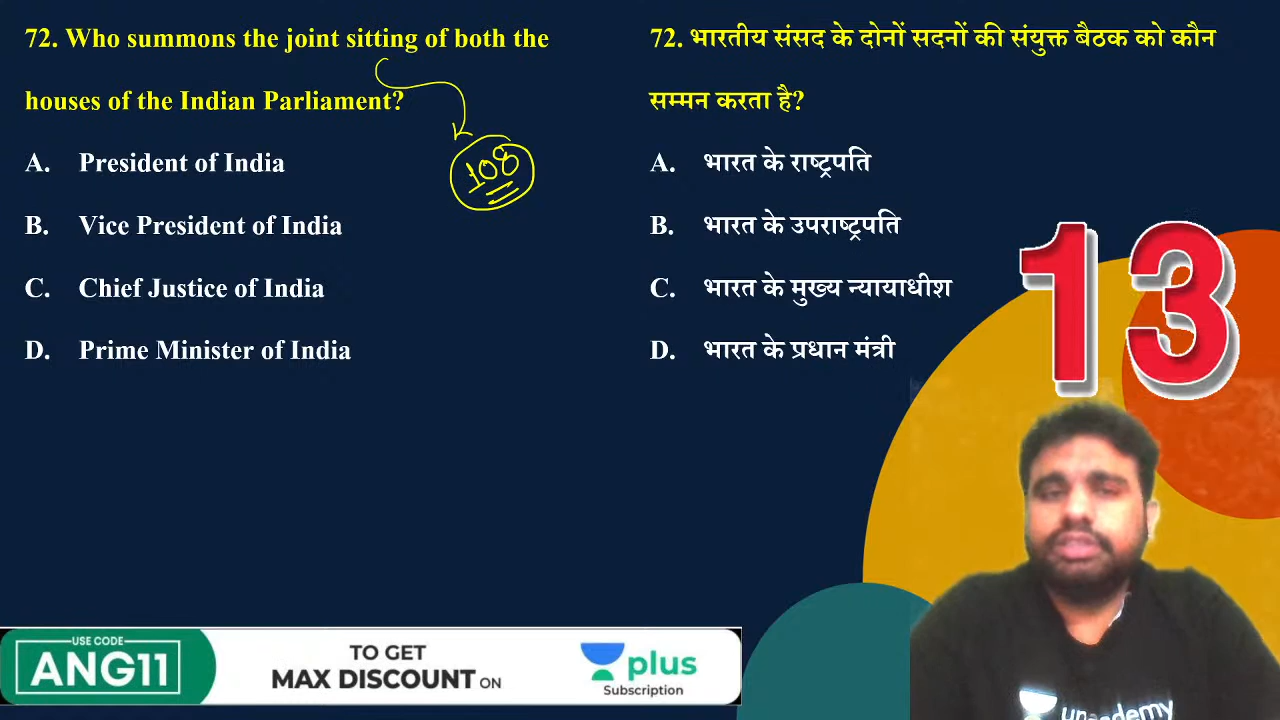 72. Who summons the joint sitting of both the
houses of the Indian Parliament?
108
A. President of India
B. Vice President of India
C. Chief Justice of India
D. Prime Minister of India
72. भारतीय संसद के दोनों सदनों की संयुक्त बैठक को कौन
सम्मन करता है?
A. भारत के राष्ट्रपति
B. भारत के उपराष्ट्रपति
C. भारत के मुख्य न्यायाधीश
D. भारत के प्रधान मंत्री
13
USE CODE
ANG11
TO GET
MAX DISCOUNT ON
plus
Subscription
unacademy